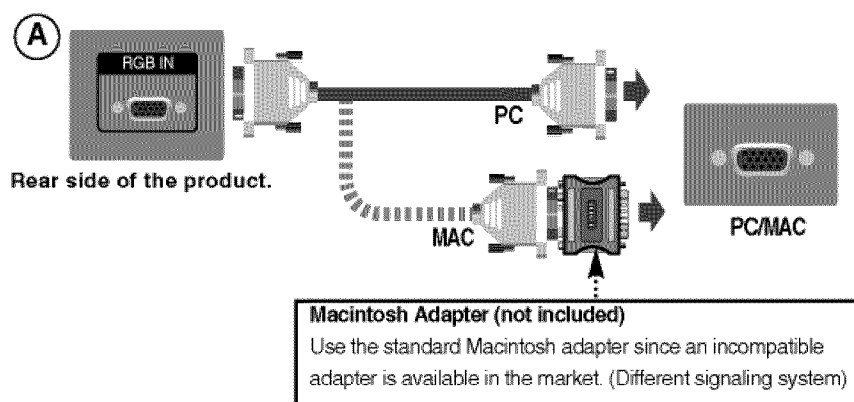 A
RGB IN
PC
Rear side of the product.
MAC
PC/MAC
Macintosh Adapter (not included)
Use the standard Macintosh adapter since an incompatible
adapter is available in the market. (Different signaling system)